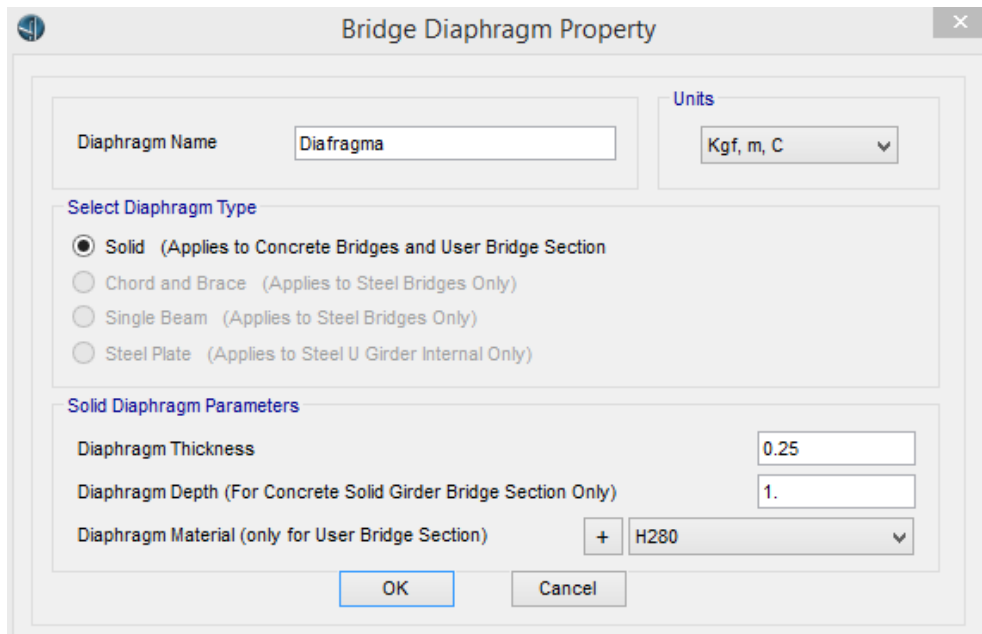 Bridge Diaphragm Property
Units
Diaphragm Name
Diafragma
Kgf, m, C
Select Diaphragm Type
Solid (Applies to Concrete Bridges and User Bridge Section
Chord and Brace (Applies to Steel Bridges Only)
Single Beam (Applies to Steel Bridges Only)
Steel Plate (Applies to Steel U Girder Internal Only)
Solid Diaphragm Parameters
Diaphragm Thickness
0.25
Diaphragm Depth (For Concrete Solid Girder Bridge Section Only)
1.
Diaphragm Material (only for User Bridge Section)
+
H280
OK
Cancel